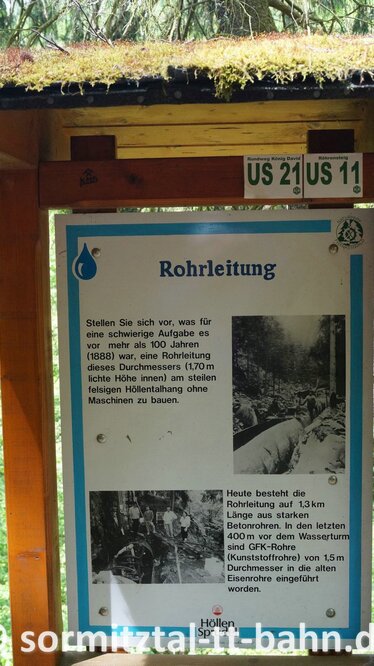 Rundweg König David
US 21
Röhrensteig
US 11
Rohrleitung
Stellen Sie sich vor, was für
eine schwierige Aufgabe es
vor mehr als 100 Jahren
(1888) war, eine Rohrleitung
dieses Durchmessers (1,70 m
lichte Höhe innen) am steilen
felsigen Höllentalhang ohne
Maschinen zu bauen.
Heute besteht die
Rohrleitung auf 1,3 km
Länge aus starken
Betonrohren. In den letzten
400 m vor dem Wasserturm
sind GFK-Rohre
(Kunststoffrohre) von 1,5 m
Durchmesser in die alten
Eisenrohre eingeführt
worden.
Höllen
sormitztal-tt-bahn.d